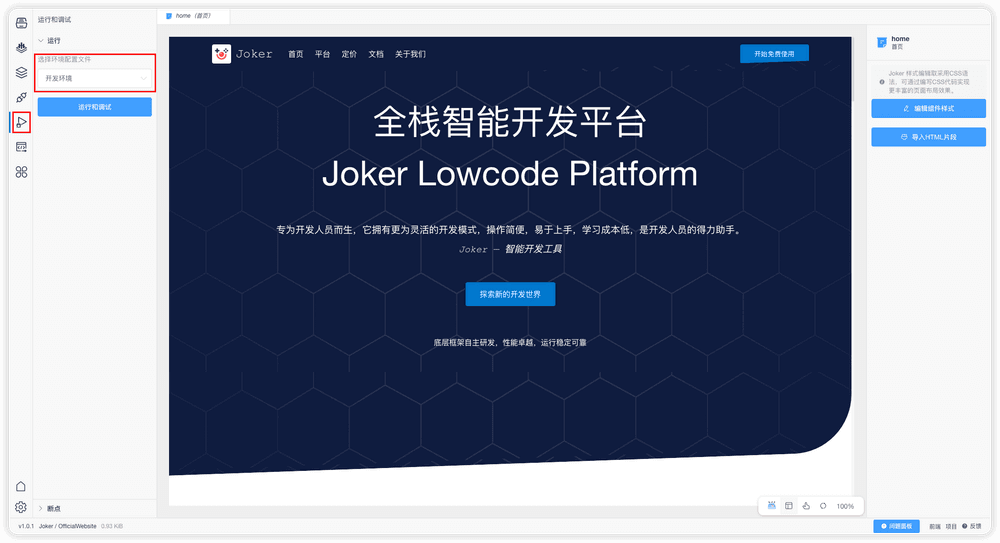 运行和调试
home（首页）
运行
选择环境配置文件
开发环境
运行和调试
Joker 首页 平台 定价 文档 关于我们 开始免费使用
全栈智能开发平台
Joker Lowcode Platform
专为开发人员而生，它拥有更为灵活的开发模式，操作简便，易于上手，学习成本低，是开发人员的得力助手。
Joker — 智能开发工具
探索新的开发世界
底层框架自主研发，性能卓越，运行稳定可靠
home
首页
Joker 样式编辑取采用CSS语
法，可通过编写CSS代码实现
更丰富的页面布局效果。
编辑组件样式
导入HTML片段
100%
断点
v1.0.1 Joker / OfficialWebsite 0.83 KiB 问题面板 前端 项目 反馈